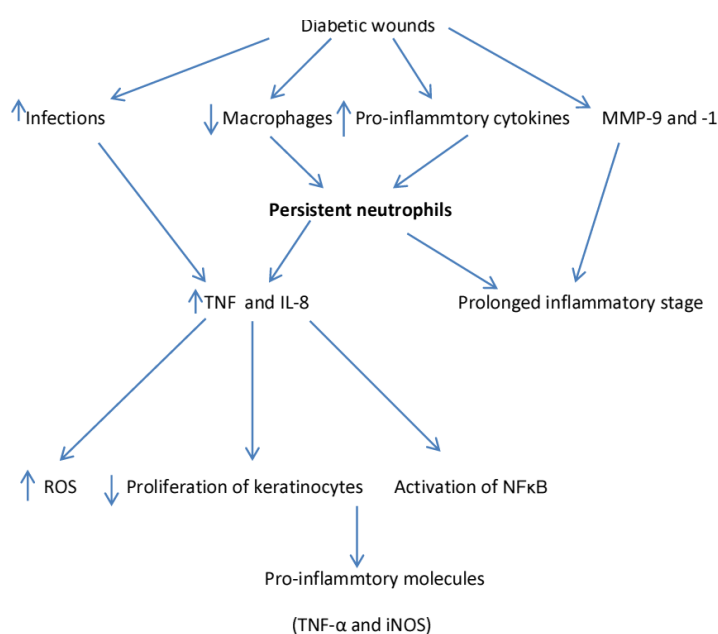 Diabetic wounds
Infections Macrophages Pro-inflammtory cytokines MMP-9 and -1
Persistent neutrophils
TNF and IL-8 Prolonged inflammatory stage
ROS Proliferation of keratinocytes Activation of NFκB
Pro-inflammtory molecules
(TNF-α and iNOS)